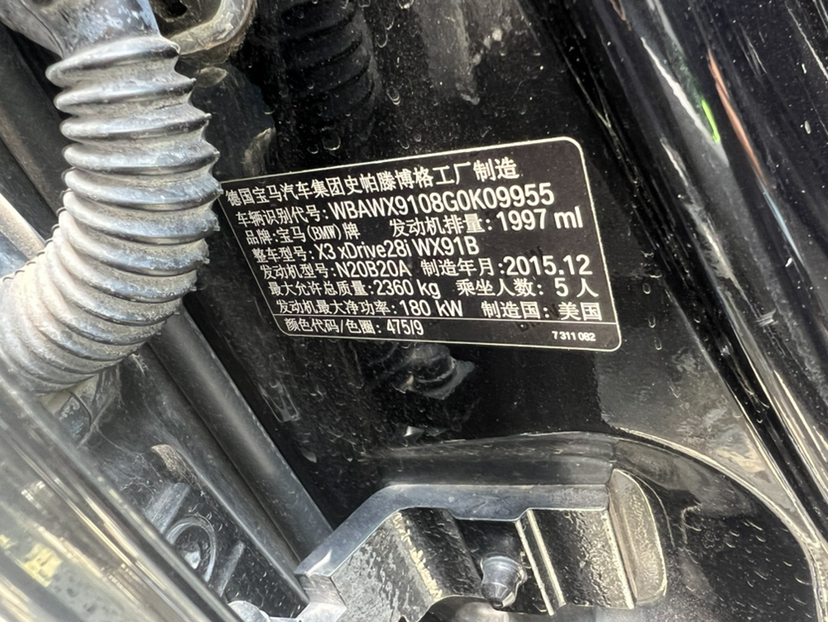 德国宝马汽车集团史帕滕博格工厂制造
车辆识别代号: WBAWX9108G0K09955
品牌: 宝马(BMW)牌 发动机排量: 1997 ml
整车型号: X3 xDrive28i WX91B
发动机型号: N20B20A 制造年月: 2015.12
最大允许总质量: 2360 kg 乘坐人数: 5 人
发动机最大净功率: 180 kW 制造国: 美国
颜色代码/色圈: 475/9 7 311 082